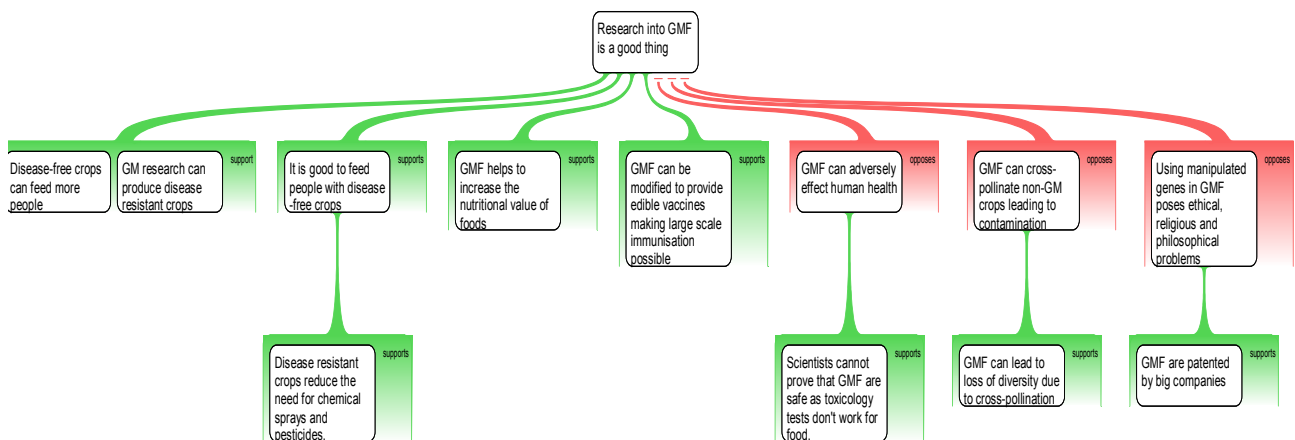 Research into GMF
is a good thing
Disease-free crops
can feed more
people
GM research can
produce disease
resistant crops
support
It is good to feed
people with disease
-free crops
supports
GMF helps to
increase the
nutritional value of
foods
supports
GMF can be
modified to provide
edible vaccines
making large scale
immunisation
possible
supports
GMF can adversely
effect human health
opposes
GMF can cross-
pollinate non-GM
crops leading to
contamination
opposes
Using manipulated
genes in GMF
poses ethical,
religious and
philosophical
problems
opposes
Disease resistant
crops reduce the
need for chemical
sprays and
pesticides.
supports
Scientists cannot
prove that GMF are
safe as toxicology
tests don't work for
food.
supports
GMF can lead to
loss of diversity due
to cross-pollination
supports
GMF are patented
by big companies
supports